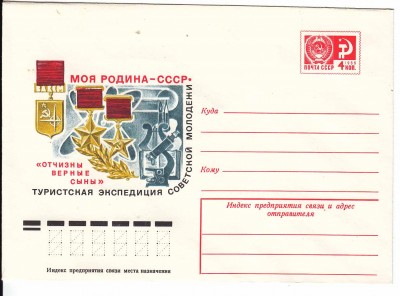 МОЯ РОДИНА-СССР•
СОВЕТСКОЙ МОЛОДЕЖИ
«ОТЧИЗНЫ
ВЕРНЫЕ
СЫНЫ»
ТУРИСТСКАЯ ЭКСПЕДИЦИЯ
ПОЧТА СССР
4 КОП.
Куда
Кому
Индекс предприятия связи и адрес
отправителя
Индекс предприятия связи места назначения